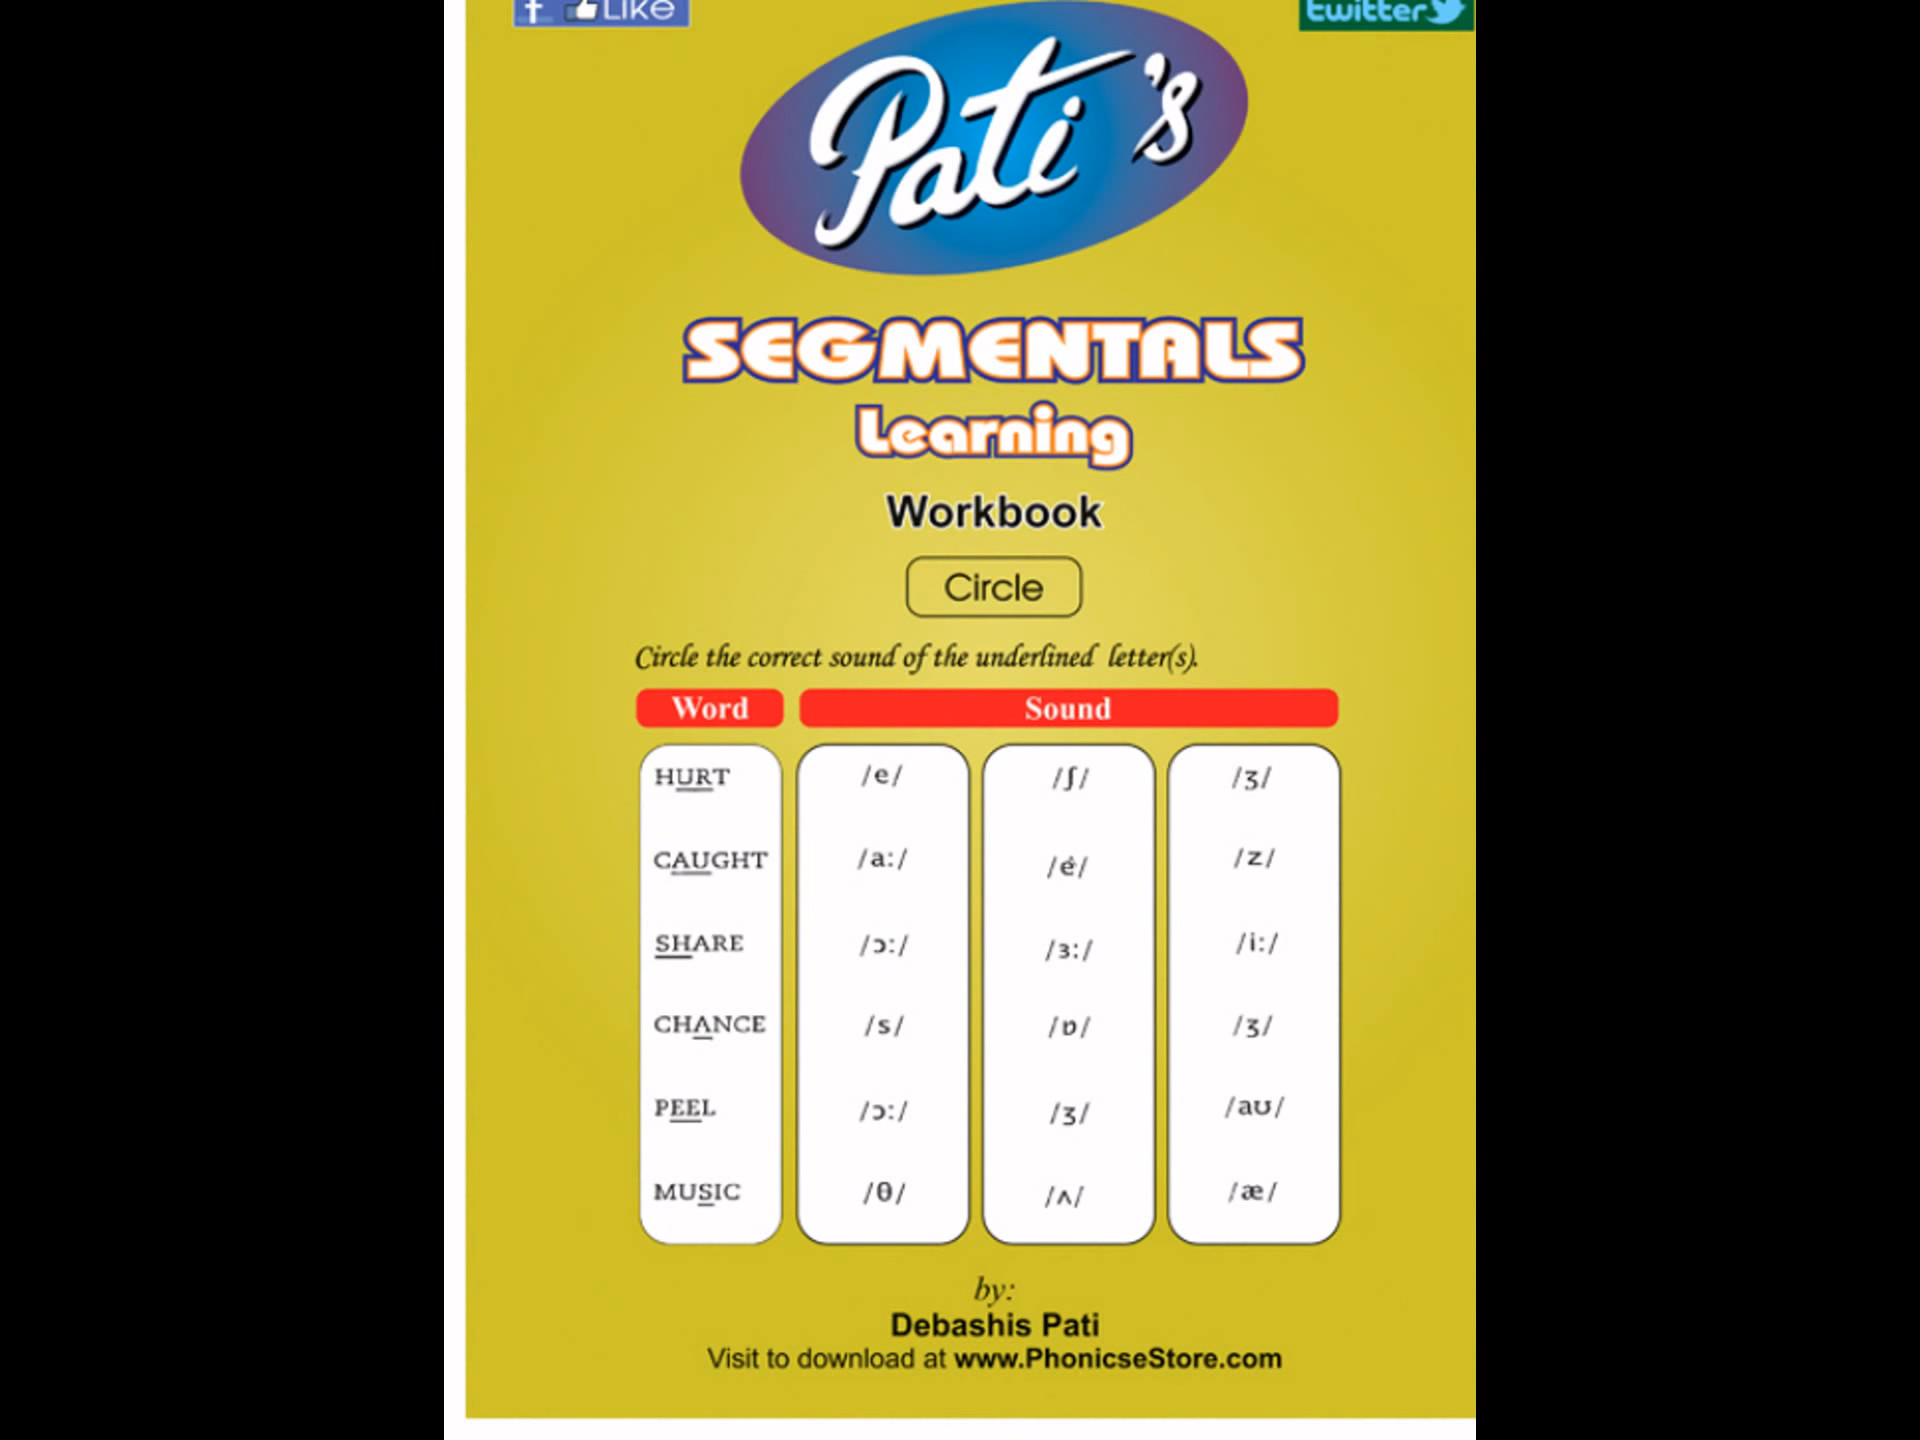 f Like
twitter
Pati's
SEGMENTALS
Learning
Workbook
Circle
Circle the correct sound of the underlined letter(s).
Word Sound
HURT /e/ /ʃ/ /ʒ/
CAUGHT /a:/ /é/ /z/
SHARE /ɔ:/ /ɜ:/ /i:/
CHANCE /s/ /ɒ/ /ʒ/
PEEL /ɔ:/ /ʒ/ /aʊ/
MUSIC /θ/ /ʌ/ /æ/
by:
Debashis Pati
Visit to download at www.PhonicseStore.com